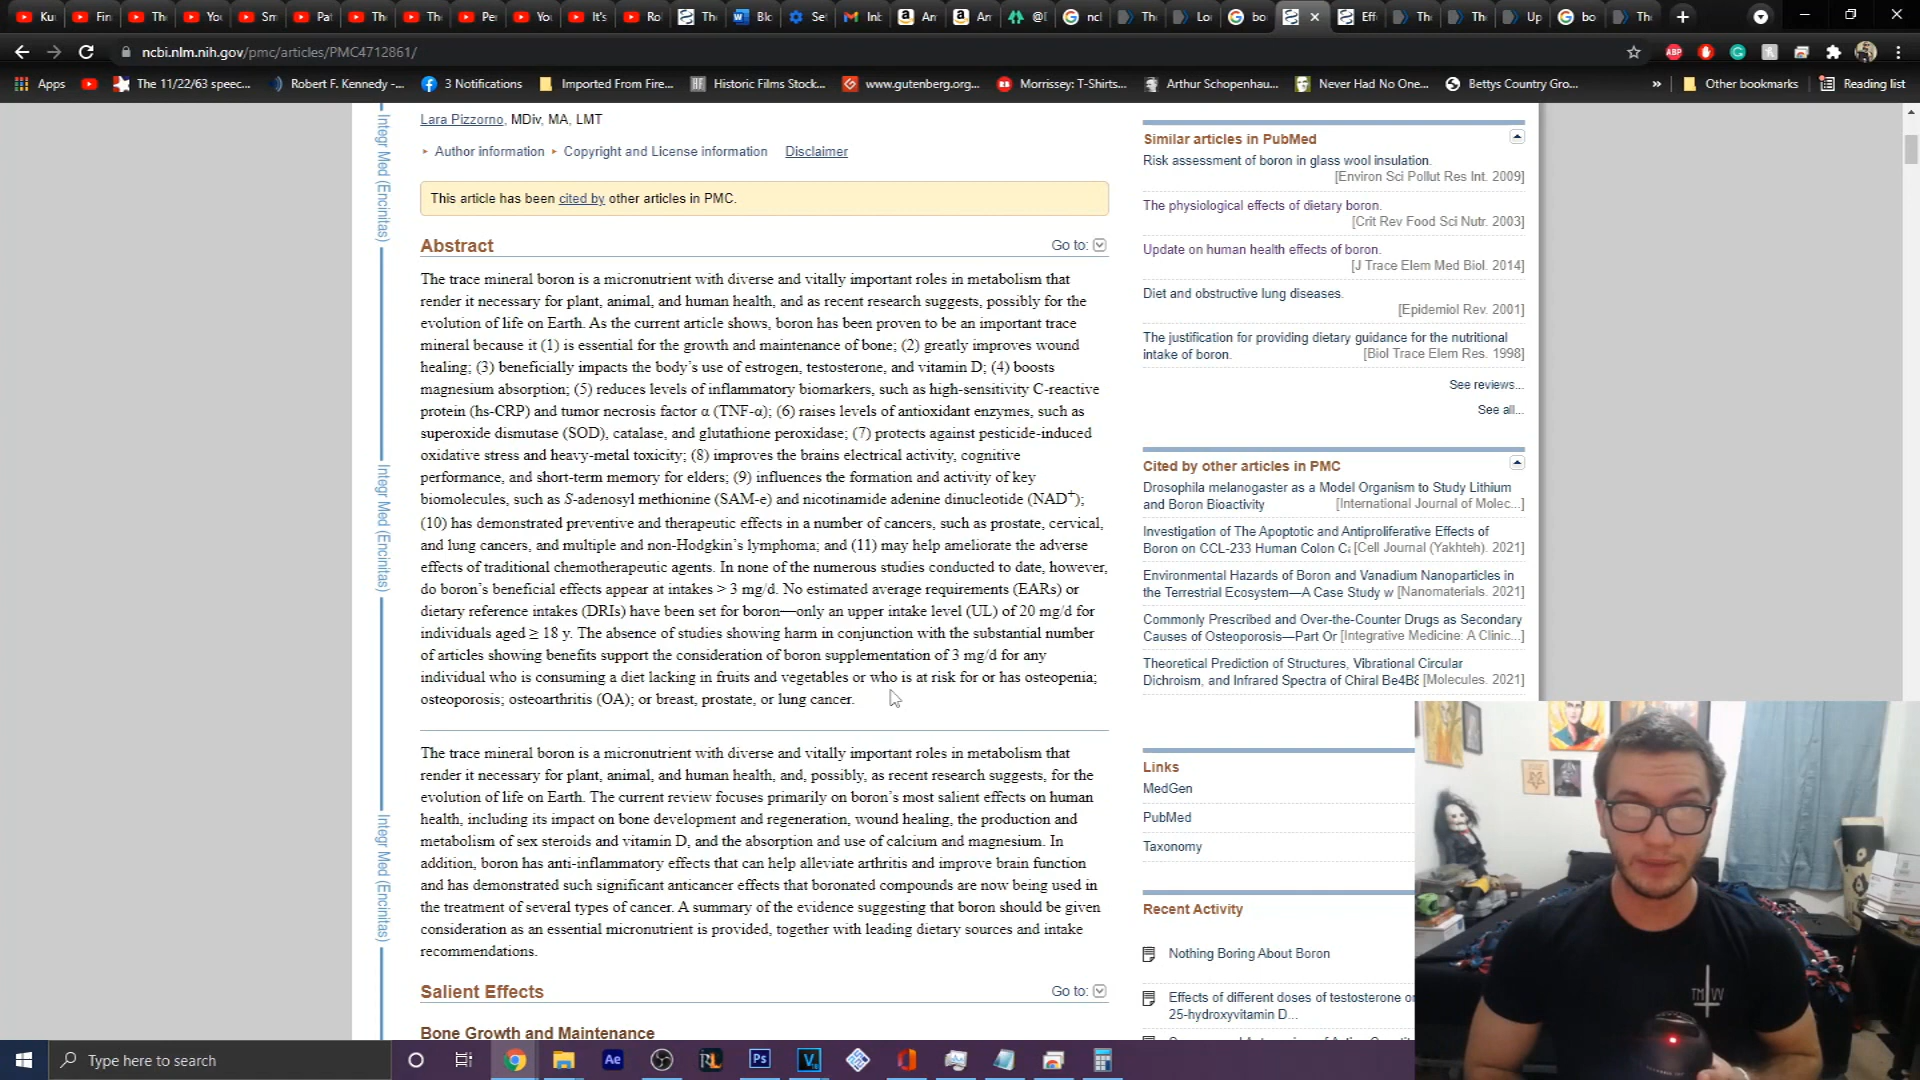 Ku
Fin
Th
Yo
Sm
Pa
Th
Th
Pe
Yo
It's
Ro
Th
Blo
Se
Inb
An
An
@
ncl
Th
Lo
bo
Eff
Th
Th
Up
bo
Th
ncbi.nlm.nih.gov/pmc/articles/PMC4712861/
Apps
The 11/22/63 speec...
Robert F. Kennedy -...
3 Notifications
Imported From Fire...
Historic Films Stock...
www.gutenberg.org...
Morrissey: T-Shirts...
Arthur Schopenhau...
Never Had No One...
Bettys Country Gro...
»
Other bookmarks
Reading list
Integr Med (Encinitas)
Integr Med (Encinitas)
Integr Med (Encinitas)
Lara Pizzorno, MDiv, MA, LMT
Author information
Copyright and License information
Disclaimer
This article has been cited by other articles in PMC.
Abstract
Go to:
The trace mineral boron is a micronutrient with diverse and vitally important roles in metabolism that
render it necessary for plant, animal, and human health, and as recent research suggests, possibly for the
evolution of life on Earth. As the current article shows, boron has been proven to be an important trace
mineral because it (1) is essential for the growth and maintenance of bone; (2) greatly improves wound
healing; (3) beneficially impacts the body's use of estrogen, testosterone, and vitamin D; (4) boosts
magnesium absorption; (5) reduces levels of inflammatory biomarkers, such as high-sensitivity C-reactive
protein (hs-CRP) and tumor necrosis factor α (TNF-α); (6) raises levels of antioxidant enzymes, such as
superoxide dismutase (SOD), catalase, and glutathione peroxidase; (7) protects against pesticide-induced
oxidative stress and heavy-metal toxicity; (8) improves the brains electrical activity, cognitive
performance, and short-term memory for elders; (9) influences the formation and activity of key
biomolecules, such as S-adenosyl methionine (SAM-e) and nicotinamide adenine dinucleotide (NAD+);
(10) has demonstrated preventive and therapeutic effects in a number of cancers, such as prostate, cervical,
and lung cancers, and multiple and non-Hodgkin's lymphoma; and (11) may help ameliorate the adverse
effects of traditional chemotherapeutic agents. In none of the numerous studies conducted to date, however,
do boron's beneficial effects appear at intakes > 3 mg/d. No estimated average requirements (EARs) or
dietary reference intakes (DRIs) have been set for boron—only an upper intake level (UL) of 20 mg/d for
individuals aged ≥ 18 y. The absence of studies showing harm in conjunction with the substantial number
of articles showing benefits support the consideration of boron supplementation of 3 mg/d for any
individual who is consuming a diet lacking in fruits and vegetables or who is at risk for or has osteopenia;
osteoporosis; osteoarthritis (OA); or breast, prostate, or lung cancer.
The trace mineral boron is a micronutrient with diverse and vitally important roles in metabolism that
render it necessary for plant, animal, and human health, and, possibly, as recent research suggests, for the
evolution of life on Earth. The current review focuses primarily on boron's most salient effects on human
health, including its impact on bone development and regeneration, wound healing, the production and
metabolism of sex steroids and vitamin D, and the absorption and use of calcium and magnesium. In
addition, boron has anti-inflammatory effects that can help alleviate arthritis and improve brain function
and has demonstrated such significant anticancer effects that boronated compounds are now being used in
the treatment of several types of cancer. A summary of the evidence suggesting that boron should be given
consideration as an essential micronutrient is provided, together with leading dietary sources and intake
recommendations.
Salient Effects
Go to:
Bone Growth and Maintenance
Similar articles in PubMed
Risk assessment of boron in glass wool insulation.
[Environ Sci Pollut Res Int. 2009]
The physiological effects of dietary boron.
[Crit Rev Food Sci Nutr. 2003]
Update on human health effects of boron.
[J Trace Elem Med Biol. 2014]
Diet and obstructive lung diseases.
[Epidemiol Rev. 2001]
The justification for providing dietary guidance for the nutritional
intake of boron.
[Biol Trace Elem Res. 1998]
See reviews...
See all...
Cited by other articles in PMC
Drosophila melanogaster as a Model Organism to Study Lithium
and Boron Bioactivity
[International Journal of Molec...]
Investigation of The Apoptotic and Antiproliferative Effects of
Boron on CCL-233 Human Colon Ca
[Cell Journal (Yakhteh). 2021]
Environmental Hazards of Boron and Vanadium Nanoparticles in
the Terrestrial Ecosystem—A Case Study w
[Nanomaterials. 2021]
Commonly Prescribed and Over-the-Counter Drugs as Secondary
Causes of Osteoporosis—Part On
[Integrative Medicine: A Clinic...]
Theoretical Prediction of Structures, Vibrational Circular
Dichroism, and Infrared Spectra of Chiral Be4B8
[Molecules. 2021]
Links
MedGen
PubMed
Taxonomy
Recent Activity
Nothing Boring About Boron
Effects of different doses of testosterone or
25-hydroxyvitamin D...
Type here to search